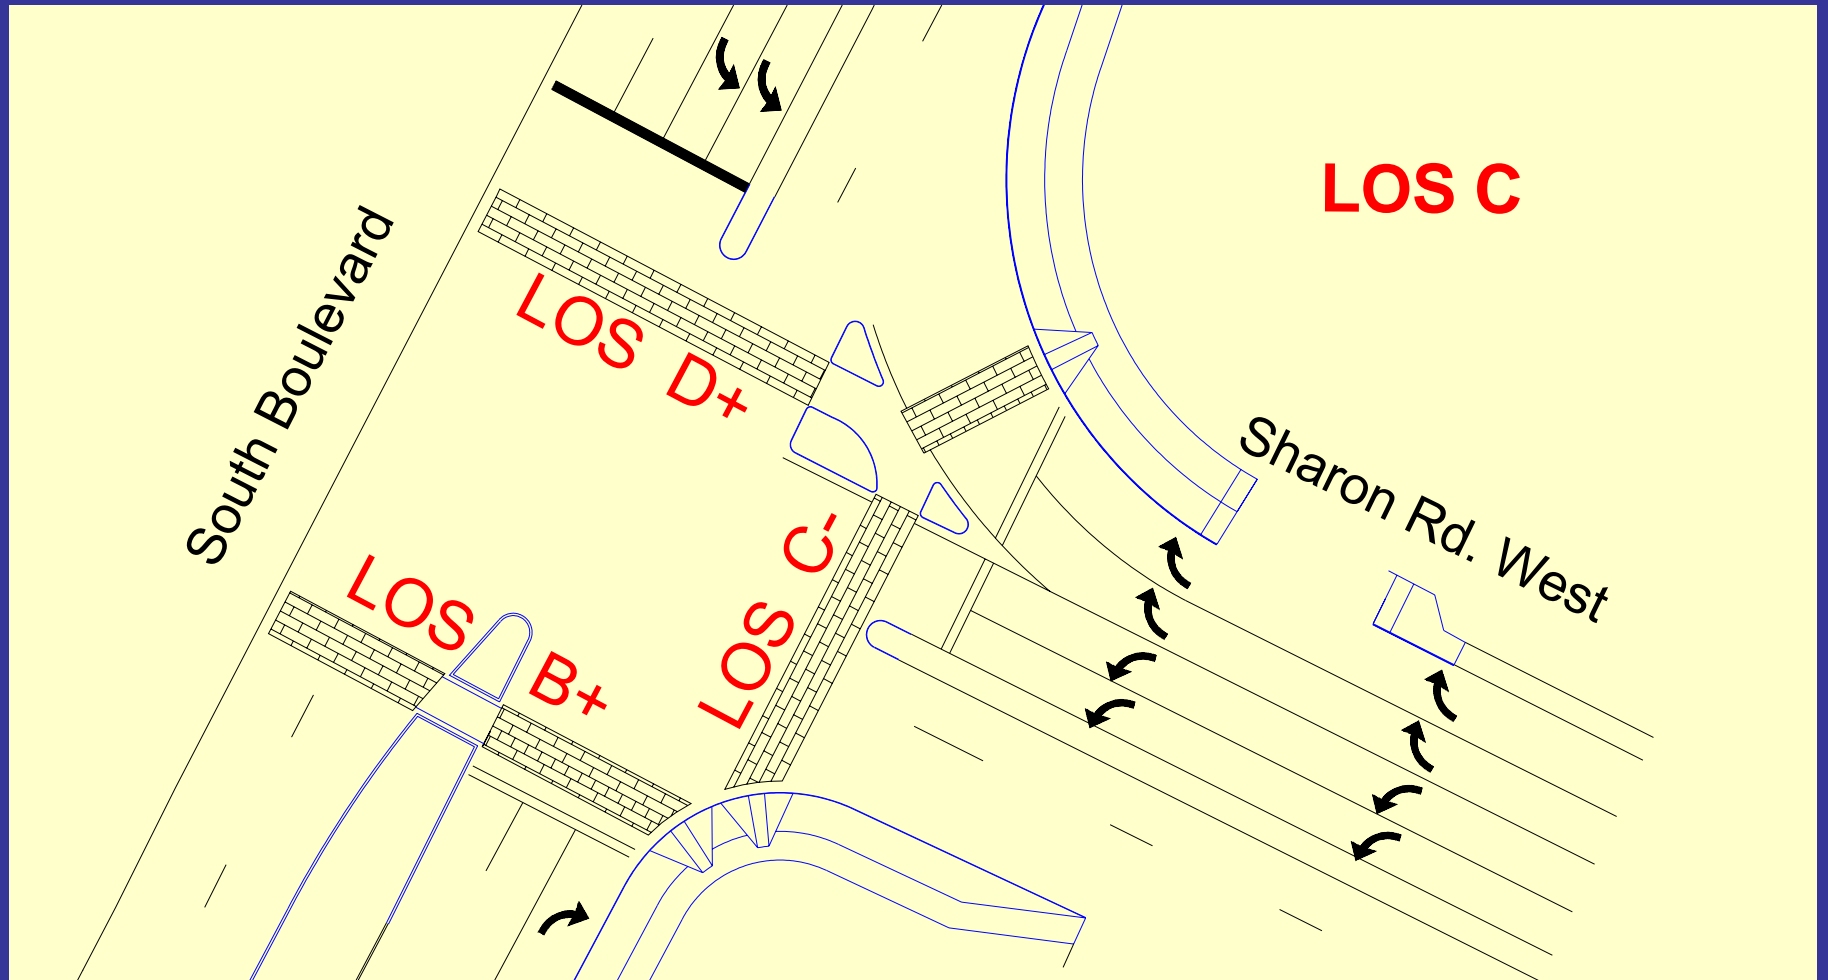 LOS C
South Boulevard
LOS D+
Sharon Rd. West
LOS C-
LOS B+